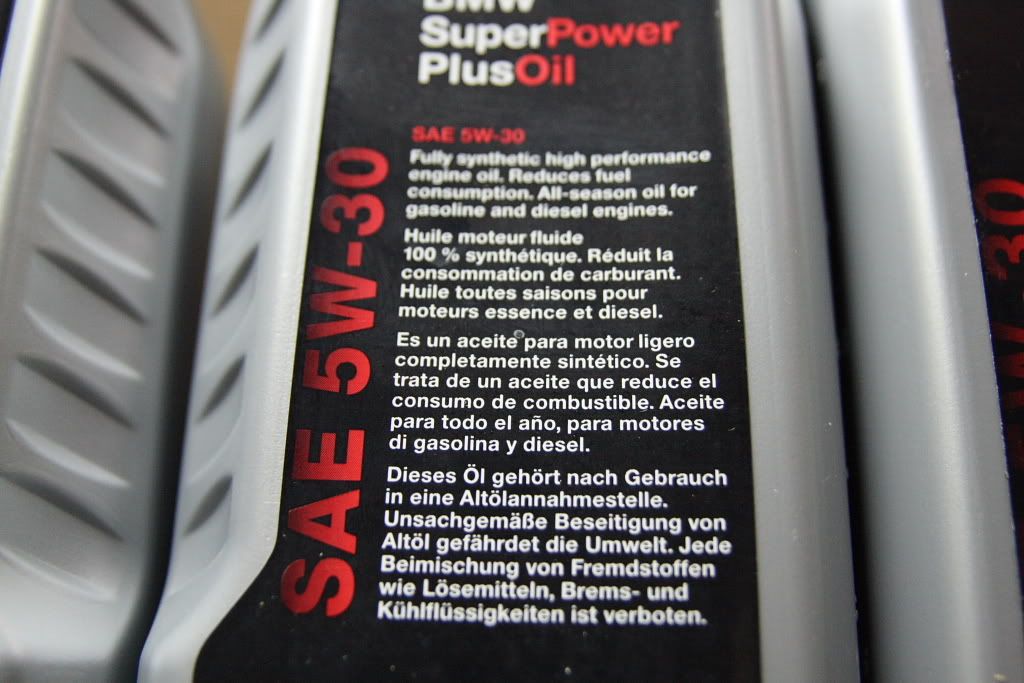 BMW
SuperPower
PlusOil
SAE 5W-30
SAE 5W-30
Fully synthetic high performance
engine oil. Reduces fuel
consumption. All-season oil for
gasoline and diesel engines.
Huile moteur fluide
100 % synthétique. Réduit la
consommation de carburant.
Huile toutes saisons pour
moteurs essence et diesel.
Es un aceite para motor ligero
completamente sintético. Se
trata de un aceite que reduce el
consumo de combustible. Aceite
para todo el año, para motores
di gasolina y diesel.
Dieses Öl gehört nach Gebrauch
in eine Altölannahmestelle.
Unsachgemäße Beseitigung von
Altöl gefährdet die Umwelt. Jede
Beimischung von Fremdstoffen
wie Lösemitteln, Brems- und
Kühlflüssigkeiten ist verboten.
W-30